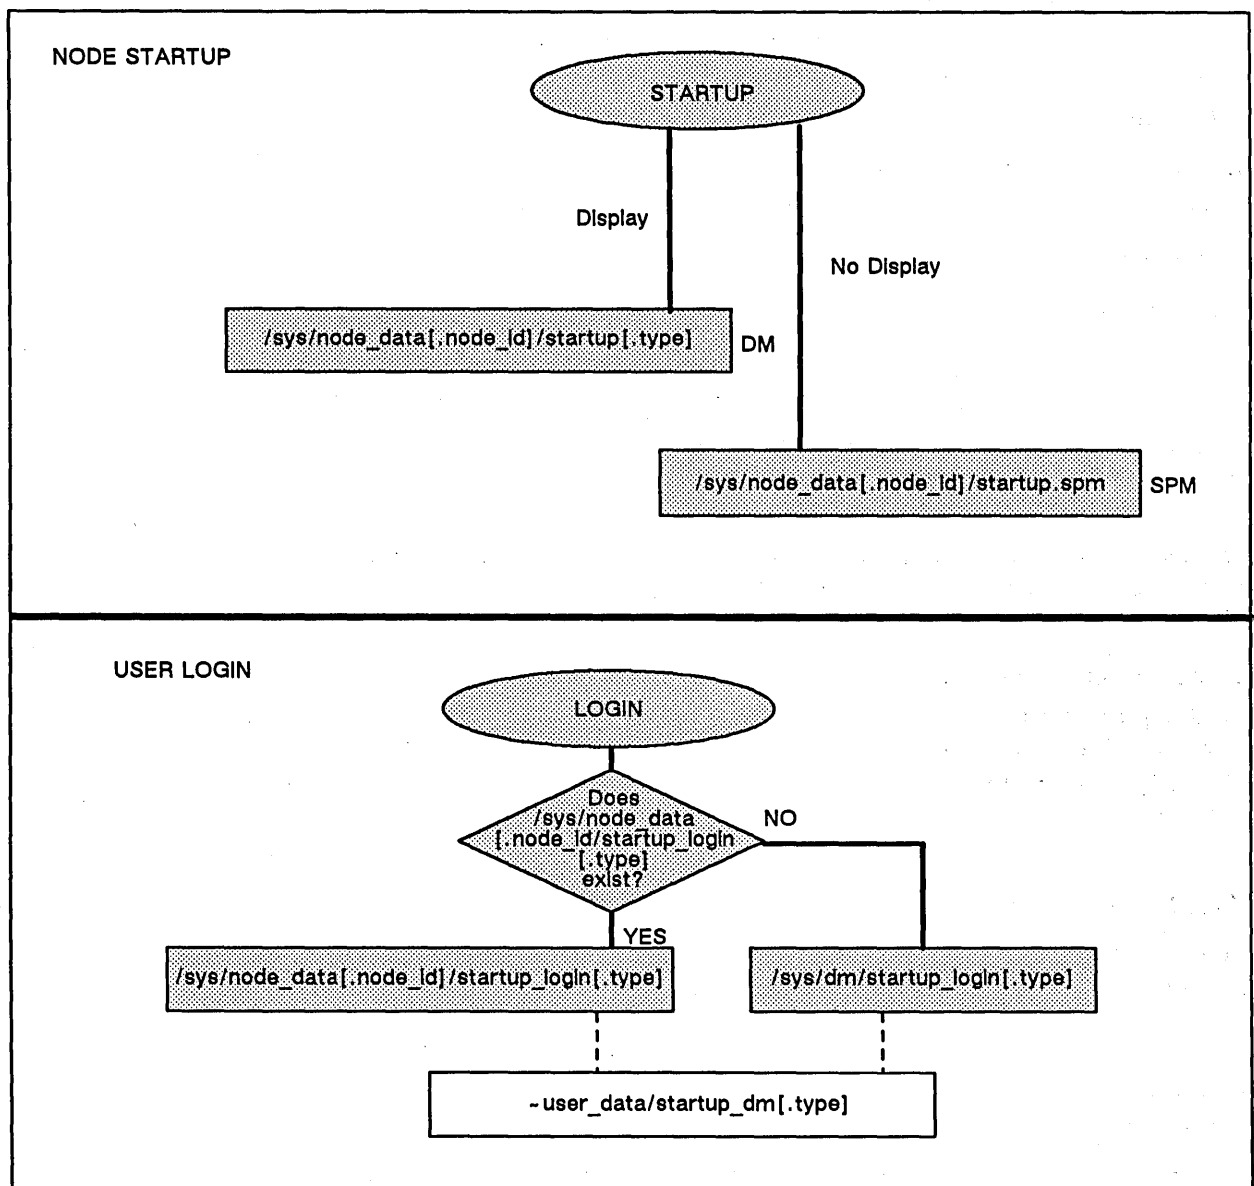 NODE STARTUP
STARTUP
Display
No Display
/sys/node_data[.node_id]/startup[.type]
DM
/sys/node_data[.node_id]/startup.spm
SPM
USER LOGIN
LOGIN
Does
/sys/node_data
[.node_id/startup_login
[.type]
exist?
NO
YES
/sys/node_data[.node_id]/startup_login[.type]
/sys/dm/startup_login[.type]
~user_data/startup_dm[.type]